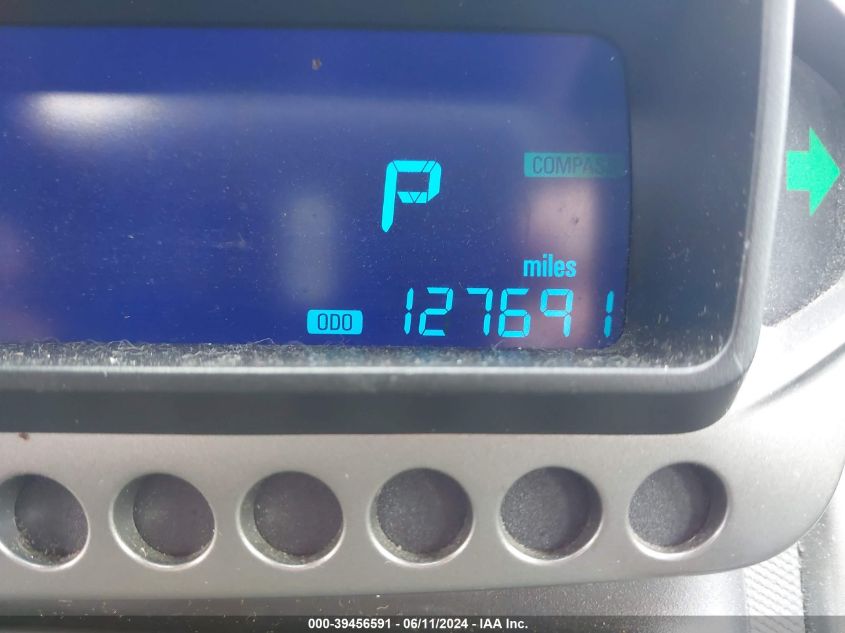 P
COMPASS
miles
ODO 127691
000-39456591 - 06/11/2024 - IAA Inc.